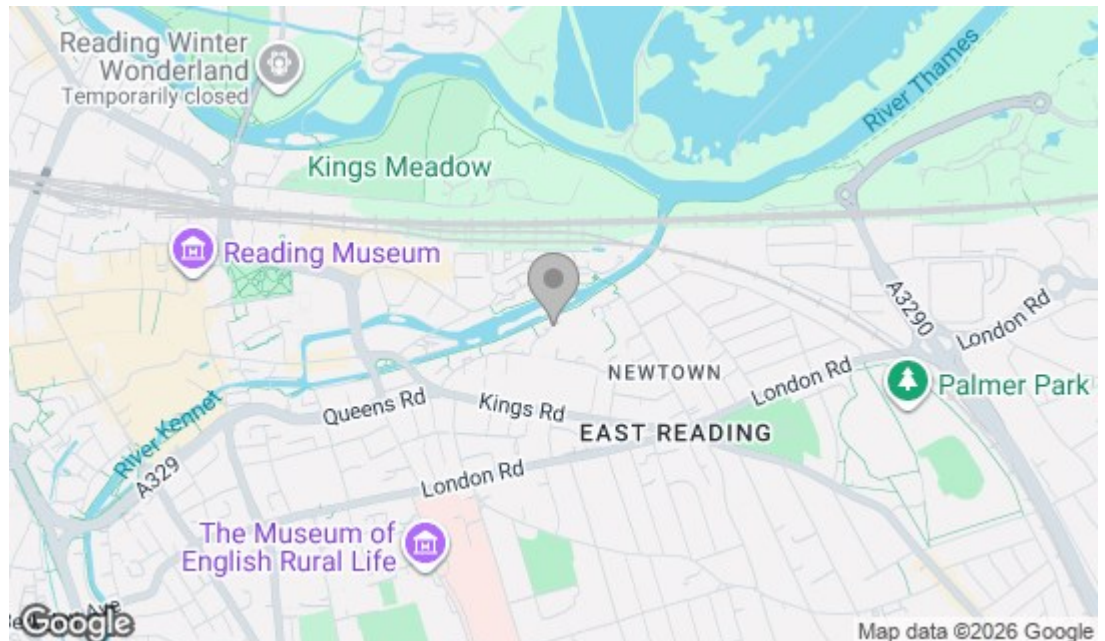 Reading Winter
Wonderland
Temporarily closed
River Thames
Kings Meadow
Reading Museum
A3290
London Rd
NEWTOWN
London Rd
Palmer Park
Queens Rd
Kings Rd
EAST READING
River Kennet
A329
London Rd
The Museum of
English Rural Life
Ave
Google
Map data ©2026 Google